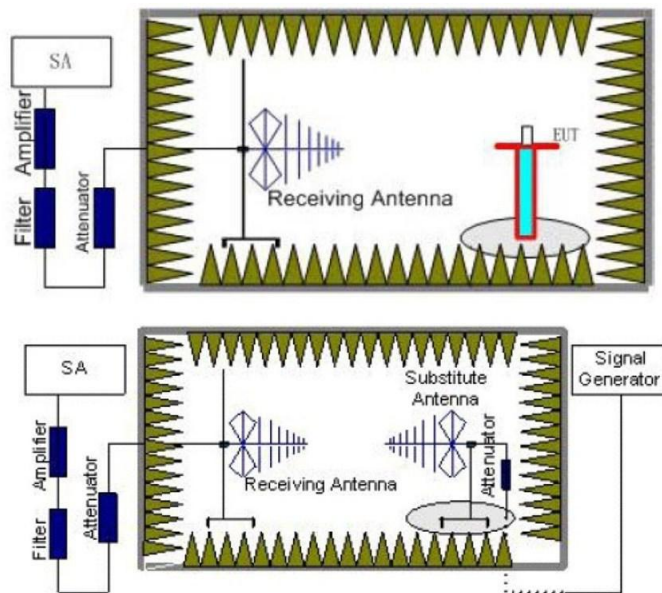 SA
Amplifier
Filter
Attenuator
Receiving Antenna
EUT
SA
Amplifier
Filter
Attenuator
Receiving Antenna
Substitute
Antenna
Attenuator
Signal
Generator